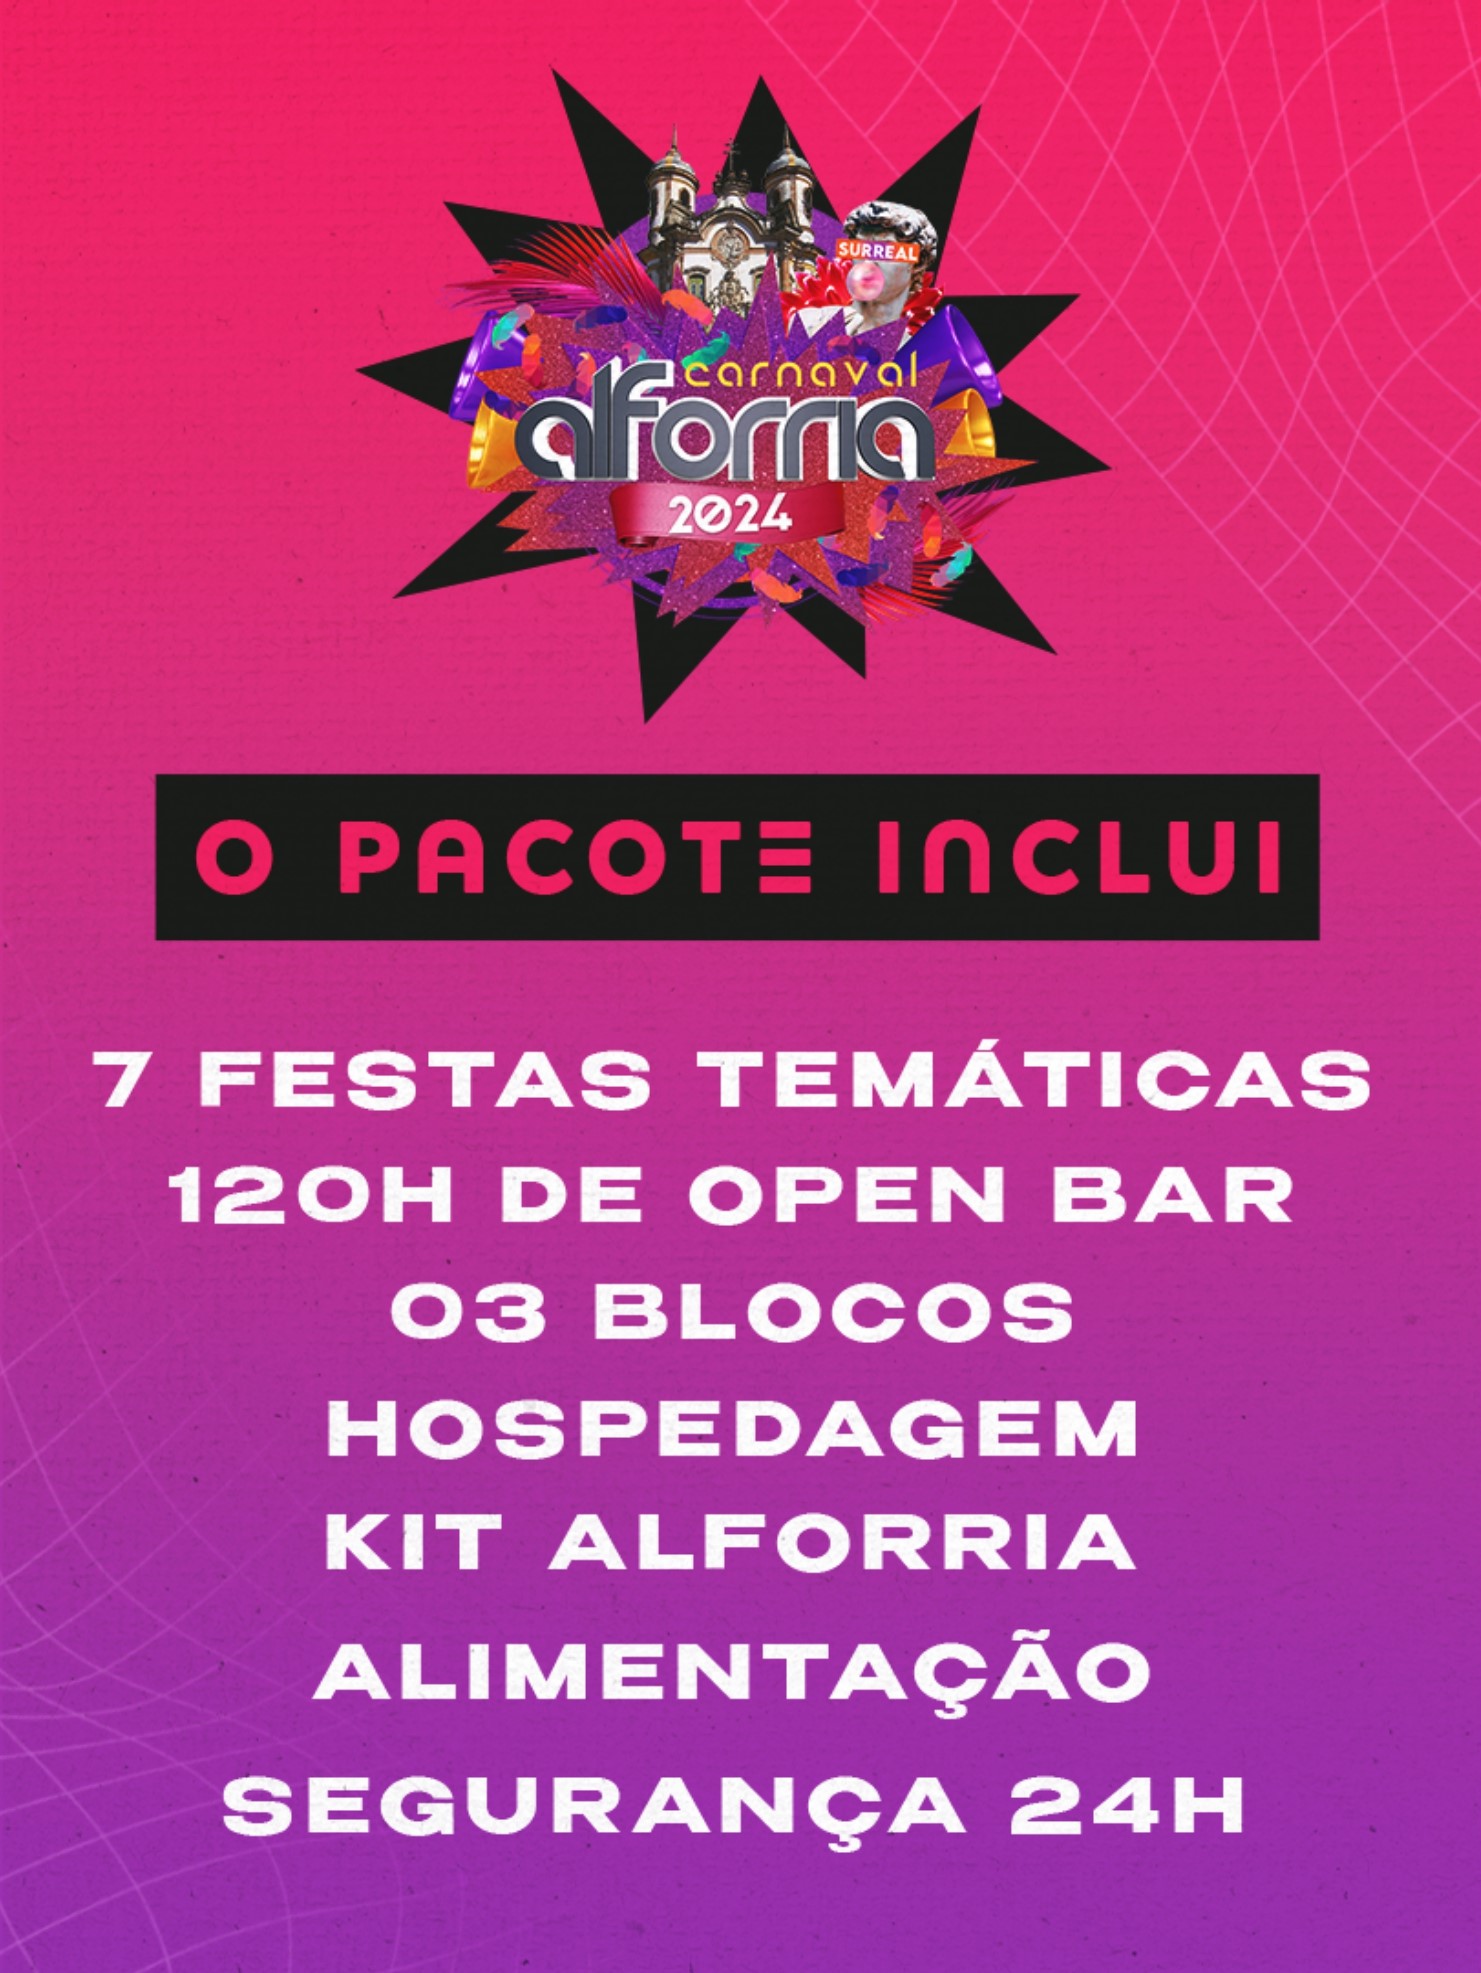 SURREAL
carnaval
alforria
2024
O PACOTE INCLUI
7 FESTAS TEMÁTICAS
120H DE OPEN BAR
03 BLOCOS
HOSPEDAGEM
KIT ALFORRIA
ALIMENTAÇÃO
SEGURANÇA 24H